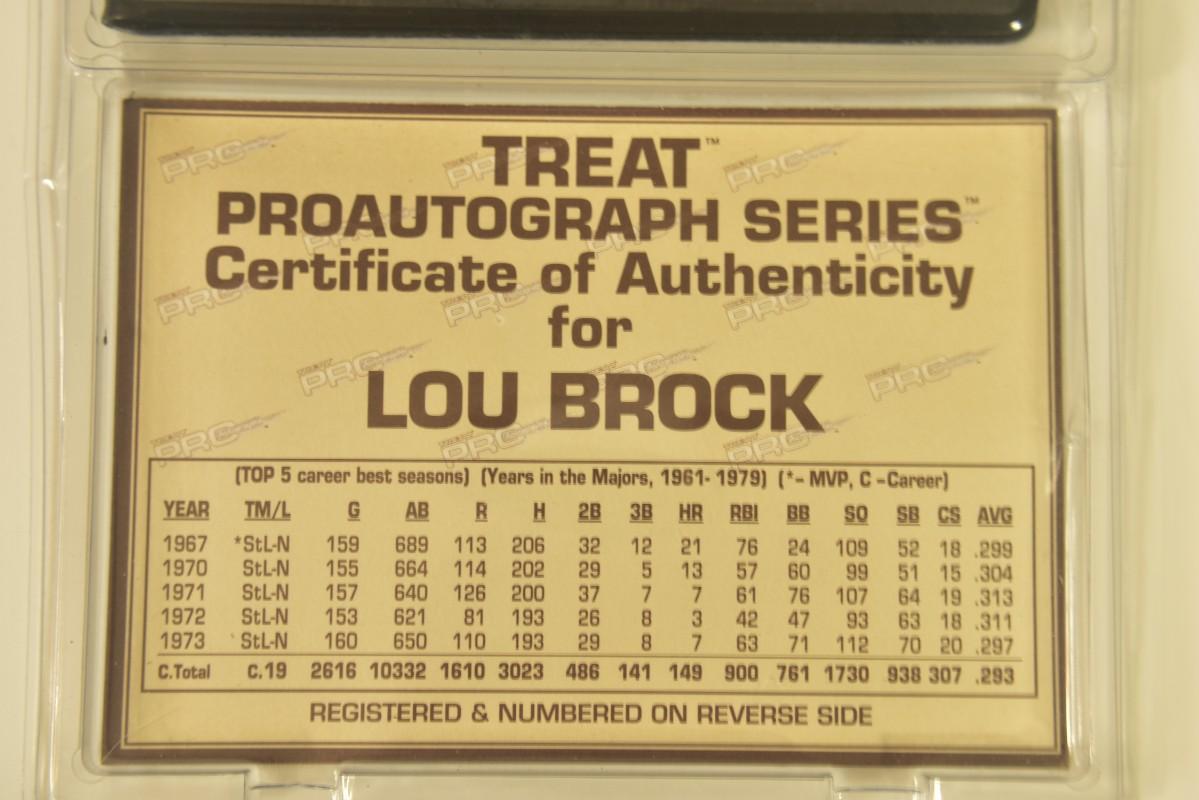 TREAT™
PROAUTOGRAPH SERIES™
Certificate of Authenticity
for
LOU BROCK
(TOP 5 career best seasons) (Years in the Majors, 1961- 1979) (*- MVP, C -Career)
YEAR TM/L G AB R H 2B 3B HR RBI BB SO SB CS AVG
1967 *StL-N 159 689 113 206 32 12 21 76 24 109 52 18 .299
1970 StL-N 155 664 114 202 29 5 13 57 60 99 51 15 .304
1971 StL-N 157 640 126 200 37 7 7 61 76 107 64 19 .313
1972 StL-N 153 621 81 193 26 8 3 42 47 93 63 18 .311
1973 StL-N 160 650 110 193 29 8 7 63 71 112 70 20 .297
C.Total c.19 2616 10332 1610 3023 486 141 149 900 761 1730 938 307 .293
REGISTERED & NUMBERED ON REVERSE SIDE